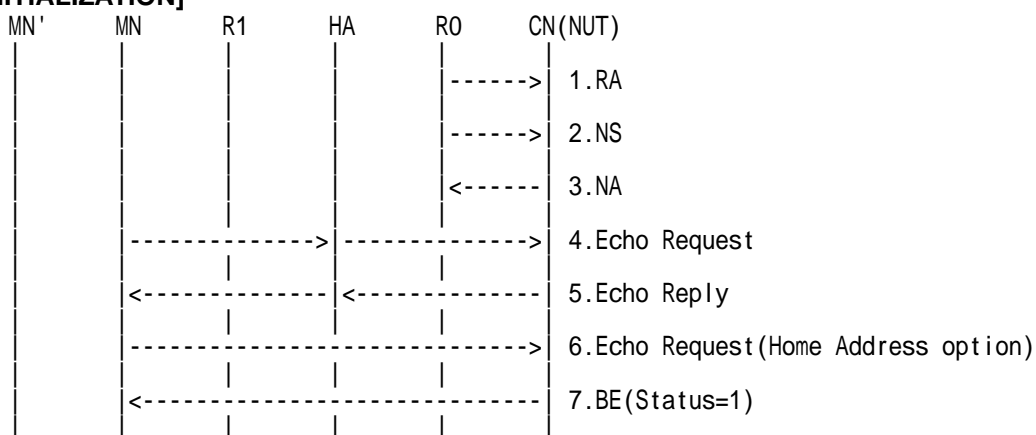 MN' MN R1 HA R0 CN(NUT)
1.RA
2.NS
3.NA
4.Echo Request
5.Echo Reply
6.Echo Request(Home Address option)
7.BE(Status=1)